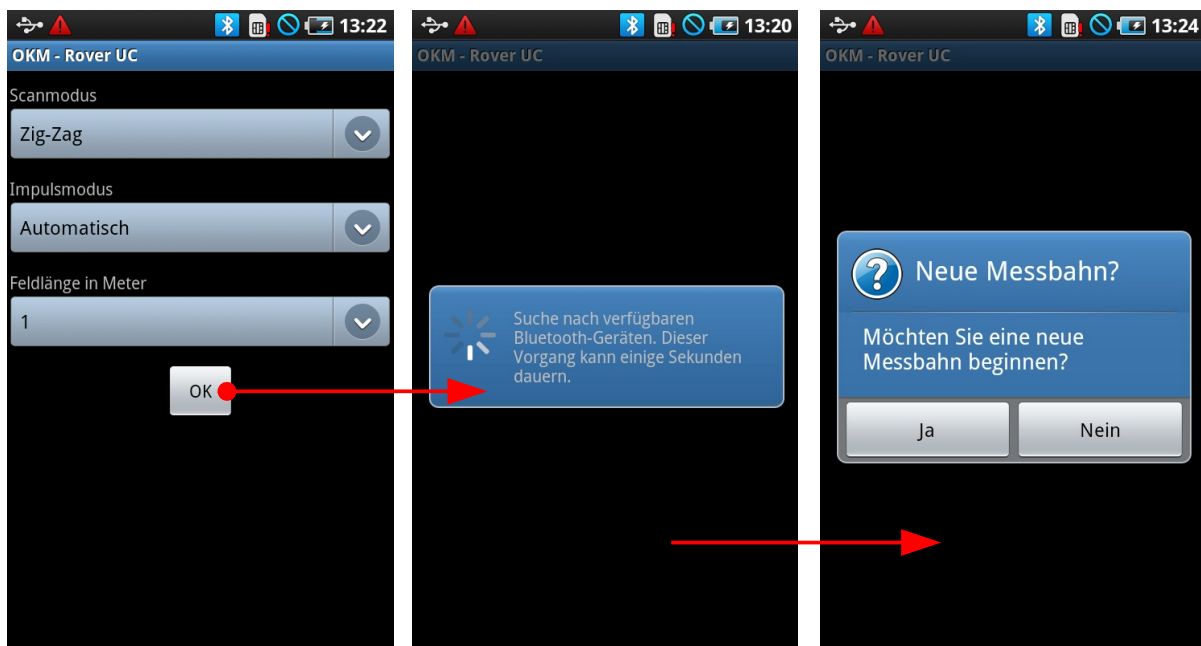 13:22
OKM - Rover UC
Scanmodus
Zig-Zag
Impulsmodus
Automatisch
Feldlänge in Meter
1
OK
13:20
OKM - Rover UC
Suche nach verfügbaren
Bluetooth-Geräten. Dieser
Vorgang kann einige Sekunden
dauern.
13:24
OKM - Rover UC
Neue Messbahn?
Möchten Sie eine neue
Messbahn beginnen?
Ja
Nein